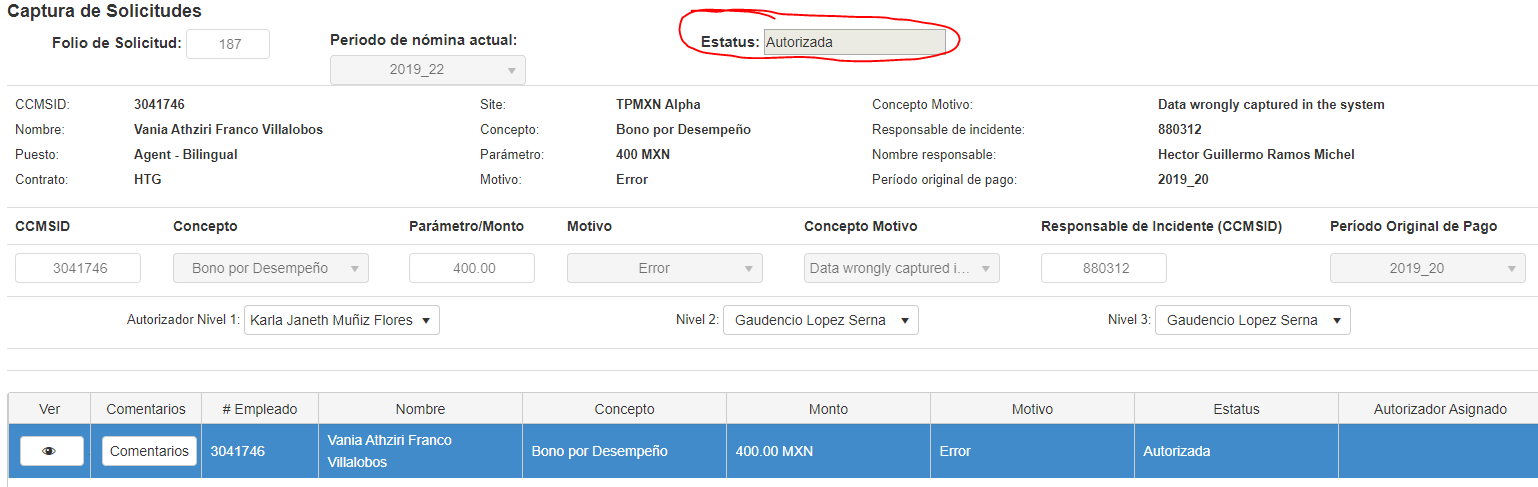 Captura de Solicitudes
Folio de Solicitud: 187 Periodo de nómina actual: Estatus: Autorizada
2019_22
CCMSID: 3041746 Site: TPMXN Alpha Concepto Motivo: Data wrongly captured in the system
Nombre: Vania Athziri Franco Villalobos Concepto: Bono por Desempeño Responsable de incidente: 880312
Puesto: Agent - Bilingual Parámetro: 400 MXN Nombre responsable: Hector Guillermo Ramos Michel
Contrato: HTG Motivo: Error Período original de pago: 2019_20
CCMSID Concepto Parámetro/Monto Motivo Concepto Motivo Responsable de Incidente (CCMSID) Período Original de Pago
3041746 Bono por Desempeño 400.00 Error Data wrongly captured i... 880312 2019_20
Autorizador Nivel 1: Karla Janeth Muñiz Flores Nivel 2: Gaudencio Lopez Serna Nivel 3: Gaudencio Lopez Serna
Ver Comentarios # Empleado Nombre Concepto Monto Motivo Estatus Autorizador Asignado
Comentarios 3041746 Vania Athziri Franco Bono por Desempeño 400.00 MXN Error Autorizada
Villalobos